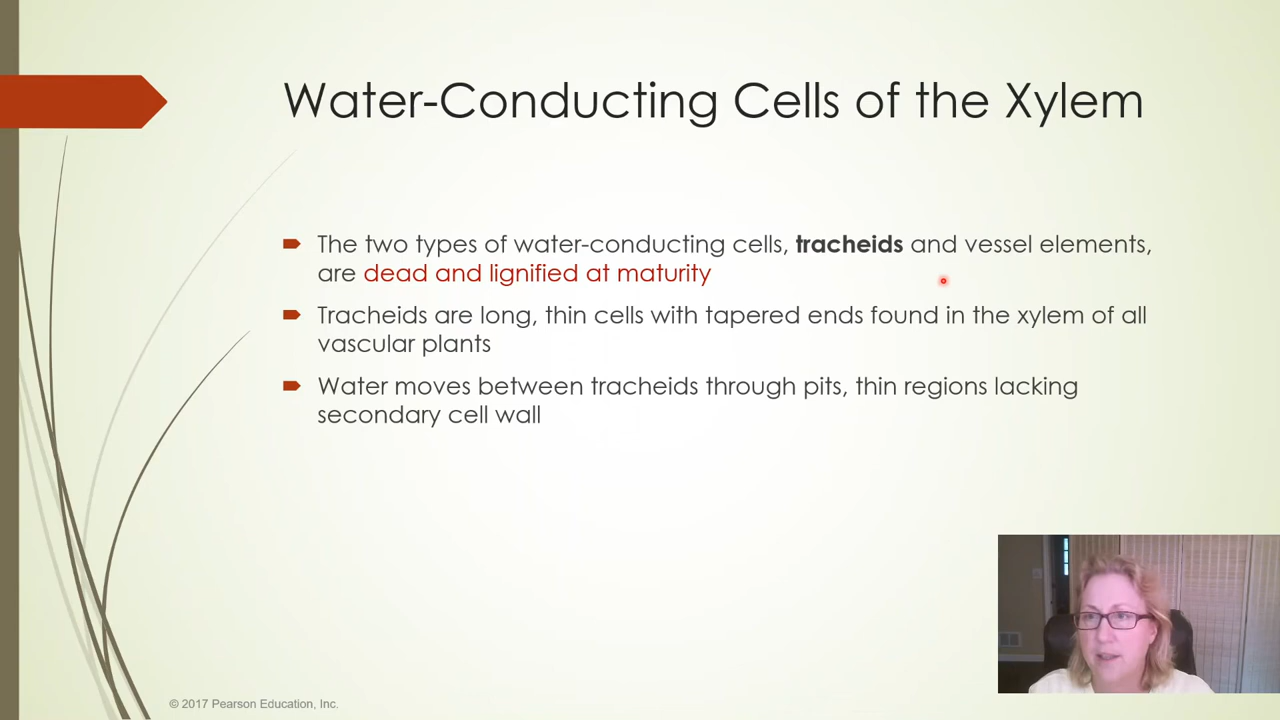 Water-Conducting Cells of the Xylem
The two types of water-conducting cells, tracheids and vessel elements,
are dead and lignified at maturity
Tracheids are long, thin cells with tapered ends found in the xylem of all
vascular plants
Water moves between tracheids through pits, thin regions lacking
secondary cell wall
© 2017 Pearson Education, Inc.